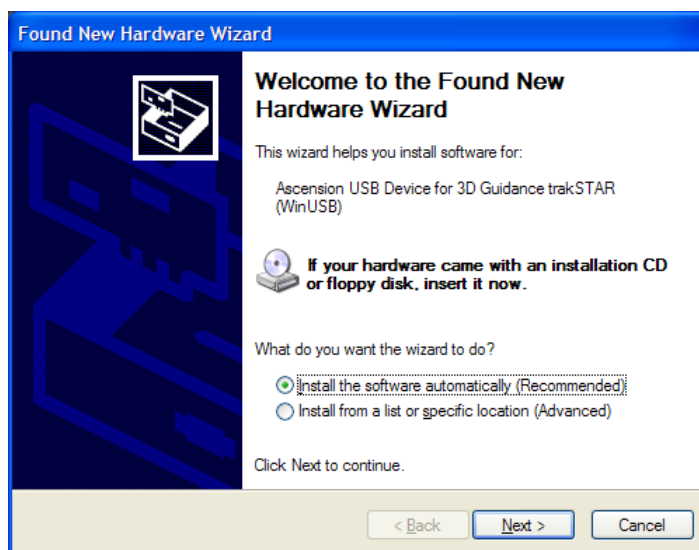 Found New Hardware Wizard
Welcome to the Found New
Hardware Wizard
This wizard helps you install software for:
Ascension USB Device for 3D Guidance trakSTAR
(WinUSB)
If your hardware came with an installation CD
or floppy disk, insert it now.
What do you want the wizard to do?
Install the software automatically (Recommended)
Install from a list or specific location (Advanced)
Click Next to continue.
< Back
Next >
Cancel